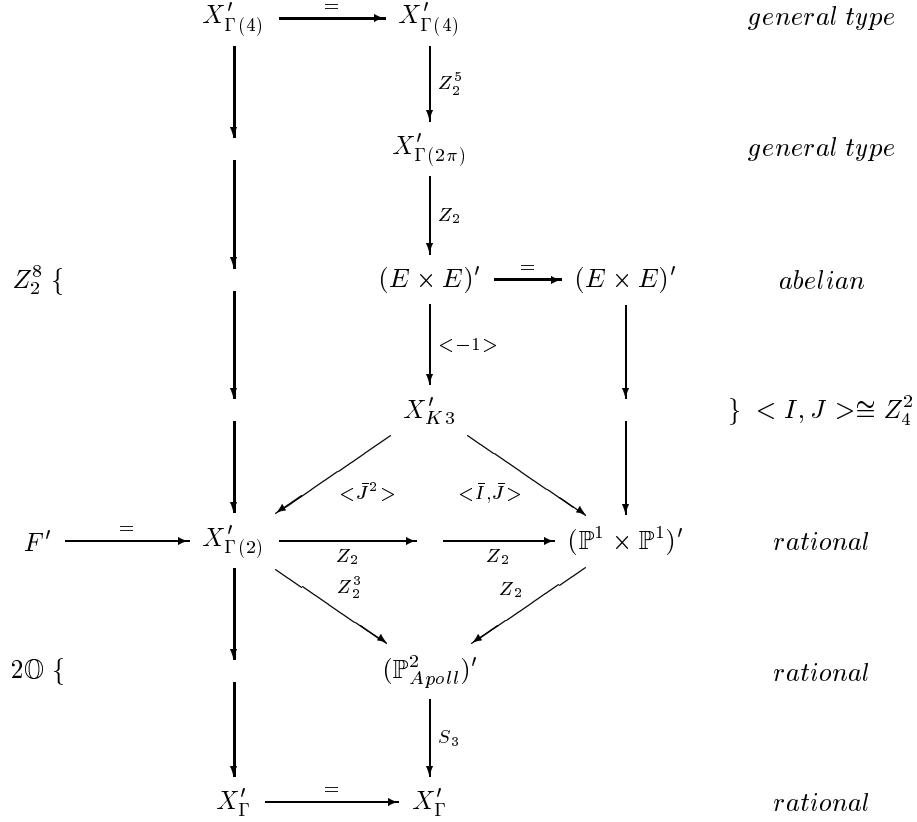 X′_{Γ(4)} = X′_{Γ(4)} general type
Z_2^5
X′_{Γ(2π)} general type
Z_2
Z_2^8 { (E × E)′ = (E × E)′ abelian
<−1>
X′_{K3} } < I, J >≅ Z_4^2
<J̄^2> <Ī,J̄>
F′ = X′_{Γ(2)} Z_2 Z_2 (ℙ^1 × ℙ^1)′ rational
Z_2^3 Z_2
2𝕆 { (ℙ^2_{Apoll})′ rational
S_3
X′_Γ = X′_Γ rational